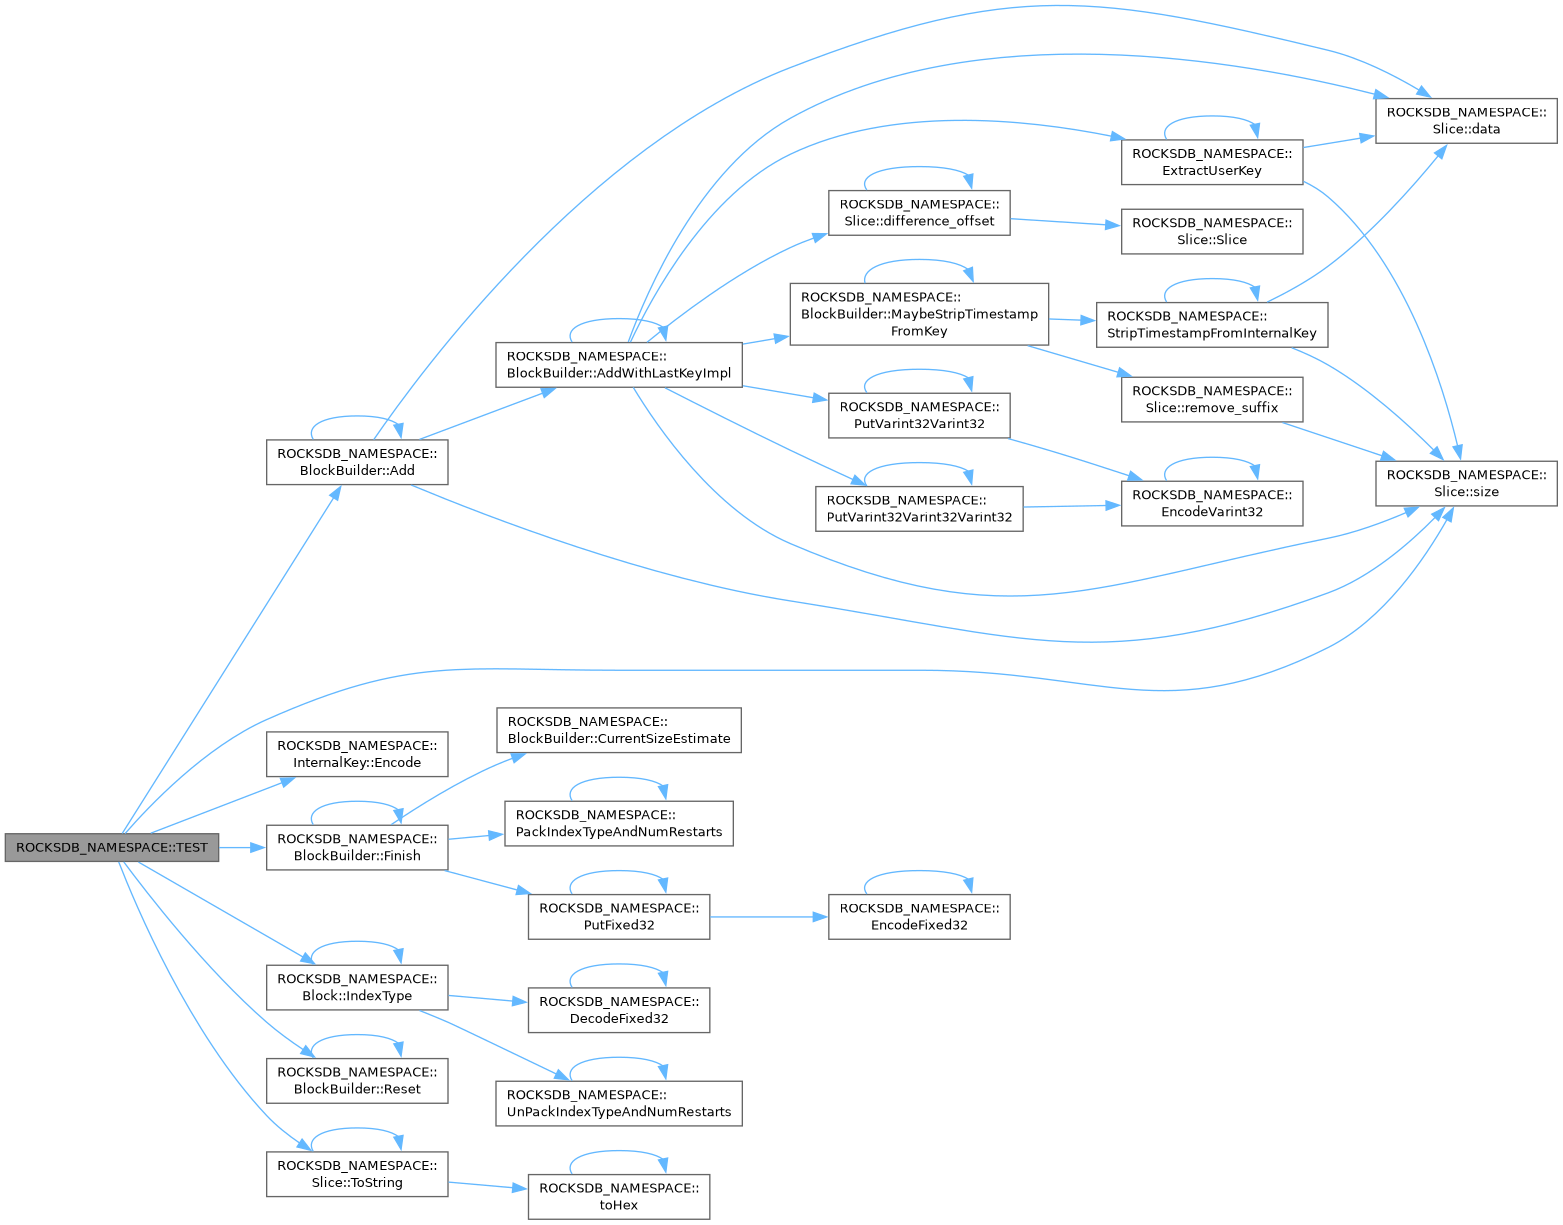 ROCKSDB_NAMESPACE::TEST
ROCKSDB_NAMESPACE::
BlockBuilder::Add
ROCKSDB_NAMESPACE::
InternalKey::Encode
ROCKSDB_NAMESPACE::
BlockBuilder::Finish
ROCKSDB_NAMESPACE::
Block::IndexType
ROCKSDB_NAMESPACE::
BlockBuilder::Reset
ROCKSDB_NAMESPACE::
Slice::ToString
ROCKSDB_NAMESPACE::
BlockBuilder::AddWithLastKeyImpl
ROCKSDB_NAMESPACE::
BlockBuilder::CurrentSizeEstimate
ROCKSDB_NAMESPACE::
PackIndexTypeAndNumRestarts
ROCKSDB_NAMESPACE::
PutFixed32
ROCKSDB_NAMESPACE::
DecodeFixed32
ROCKSDB_NAMESPACE::
UnPackIndexTypeAndNumRestarts
ROCKSDB_NAMESPACE::
toHex
ROCKSDB_NAMESPACE::
Slice::difference_offset
ROCKSDB_NAMESPACE::
BlockBuilder::MaybeStripTimestamp
FromKey
ROCKSDB_NAMESPACE::
PutVarint32Varint32
ROCKSDB_NAMESPACE::
PutVarint32Varint32Varint32
ROCKSDB_NAMESPACE::
EncodeFixed32
ROCKSDB_NAMESPACE::
ExtractUserKey
ROCKSDB_NAMESPACE::
Slice::Slice
ROCKSDB_NAMESPACE::
StripTimestampFromInternalKey
ROCKSDB_NAMESPACE::
Slice::remove_suffix
ROCKSDB_NAMESPACE::
EncodeVarint32
ROCKSDB_NAMESPACE::
Slice::data
ROCKSDB_NAMESPACE::
Slice::size